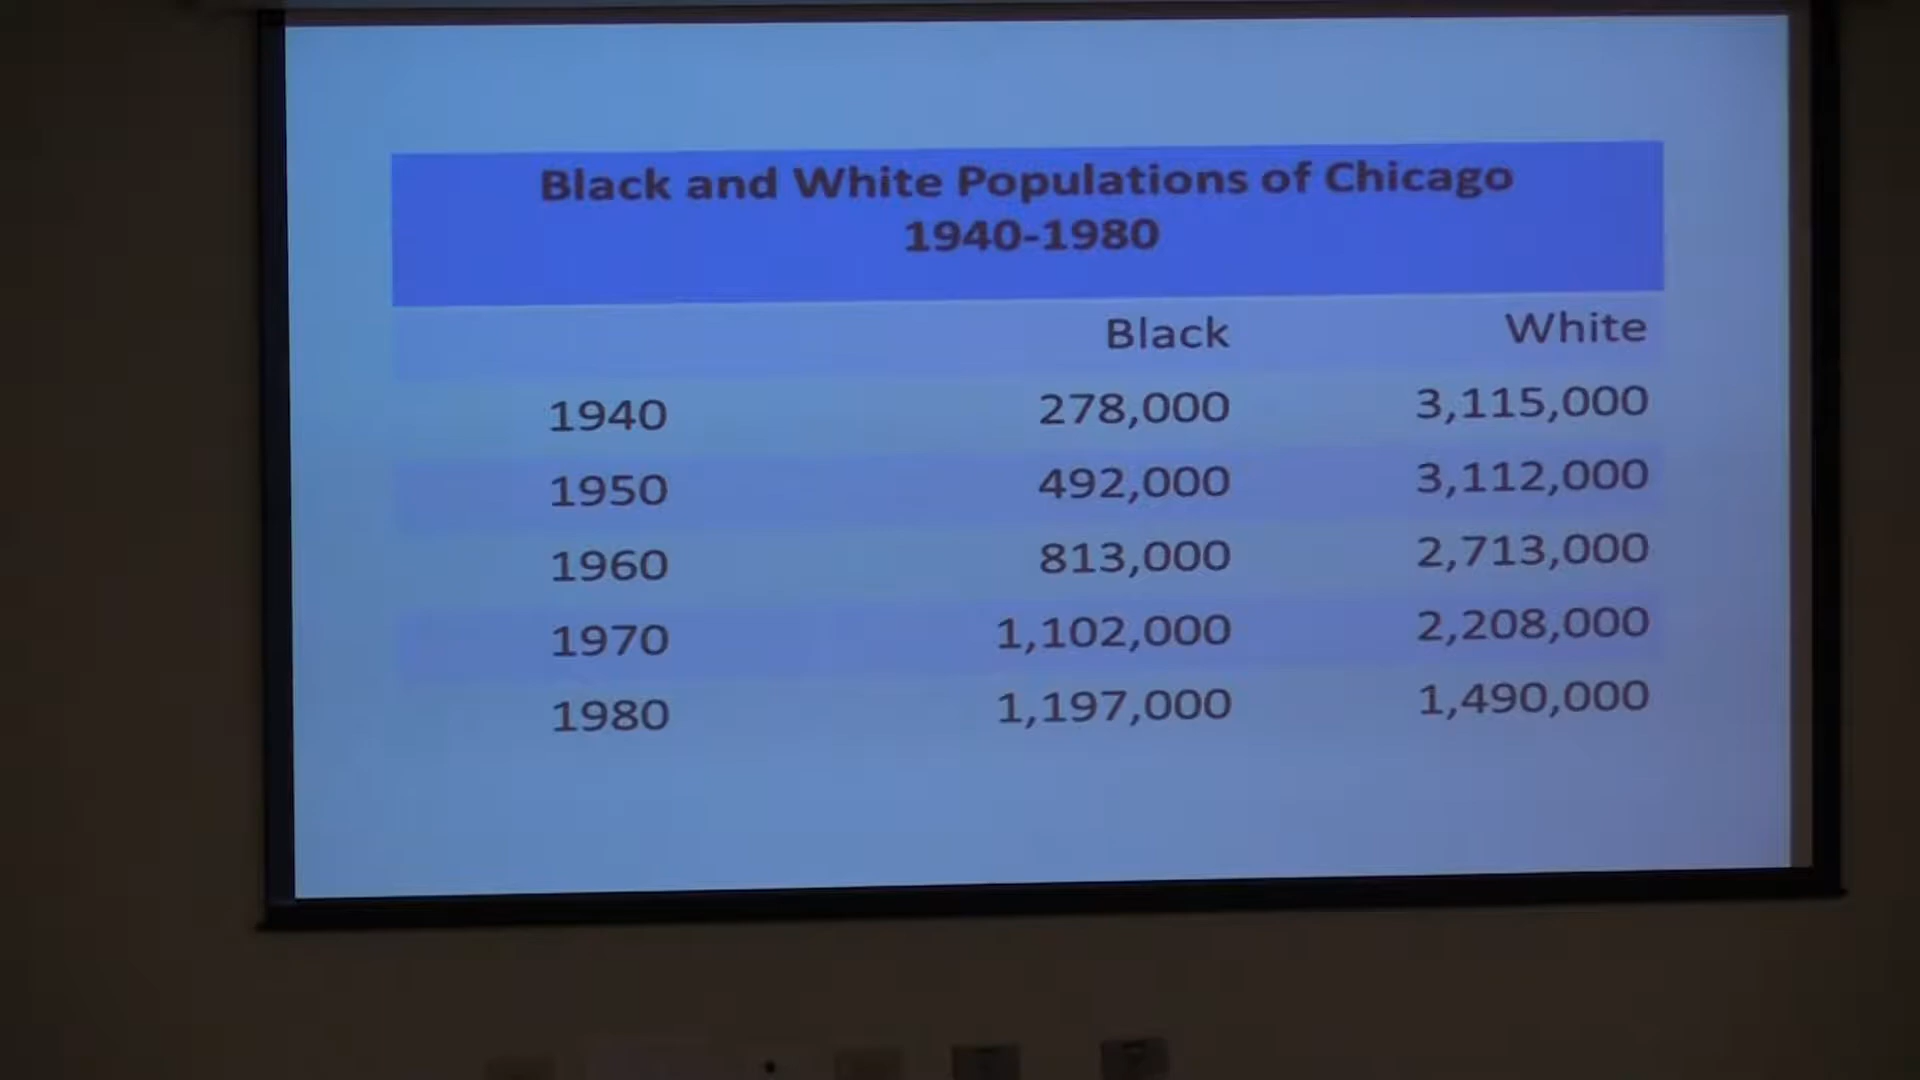 Black and White Populations of Chicago
1940-1980
Black White
1940 278,000 3,115,000
1950 492,000 3,112,000
1960 813,000 2,713,000
1970 1,102,000 2,208,000
1980 1,197,000 1,490,000